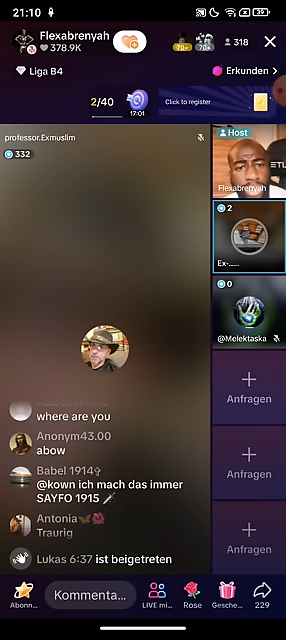 21:10
39
Flexabrenyah
378.9K
70+
70+
318
Liga B4
Erkunden >
2/40
17:01
Click to register
professor.Exmuslim
332
Host
Flexabrenyah
2
Ex-......
0
@Melektaska
where are you
Anonym43.00
abow
Babel 1914✞
@kown ich mach das immer
SAYFO 1915 🗡
Antonia🦋🌺
Traurig
Lukas 6:37 ist beigetreten
Anfragen
Anfragen
Anfragen
Abonn...
Kommenta...
LIVE mi...
Rose
Gesche...
229